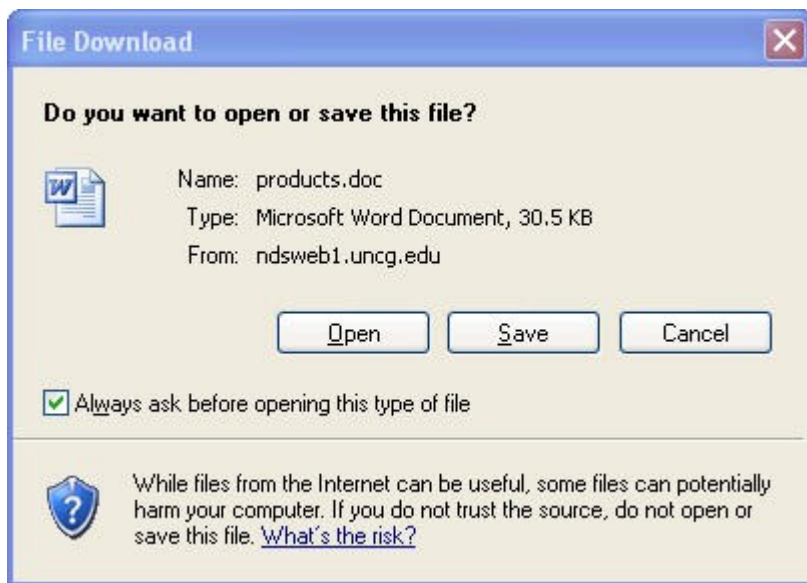 File Download
Do you want to open or save this file?
W
Name: products.doc
Type: Microsoft Word Document, 30.5 KB
From: ndsweb1.uncg.edu
Open Save Cancel
Always ask before opening this type of file
While files from the Internet can be useful, some files can potentially
harm your computer. If you do not trust the source, do not open or
save this file. What's the risk?